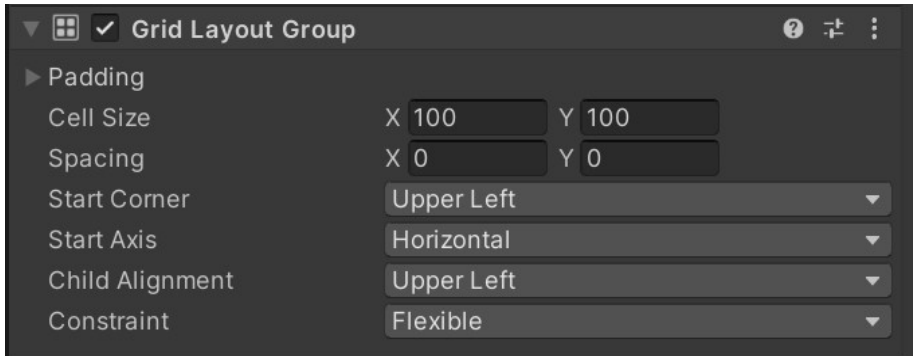 Grid Layout Group
Padding
Cell Size X 100 Y 100
Spacing X 0 Y 0
Start Corner Upper Left
Start Axis Horizontal
Child Alignment Upper Left
Constraint Flexible